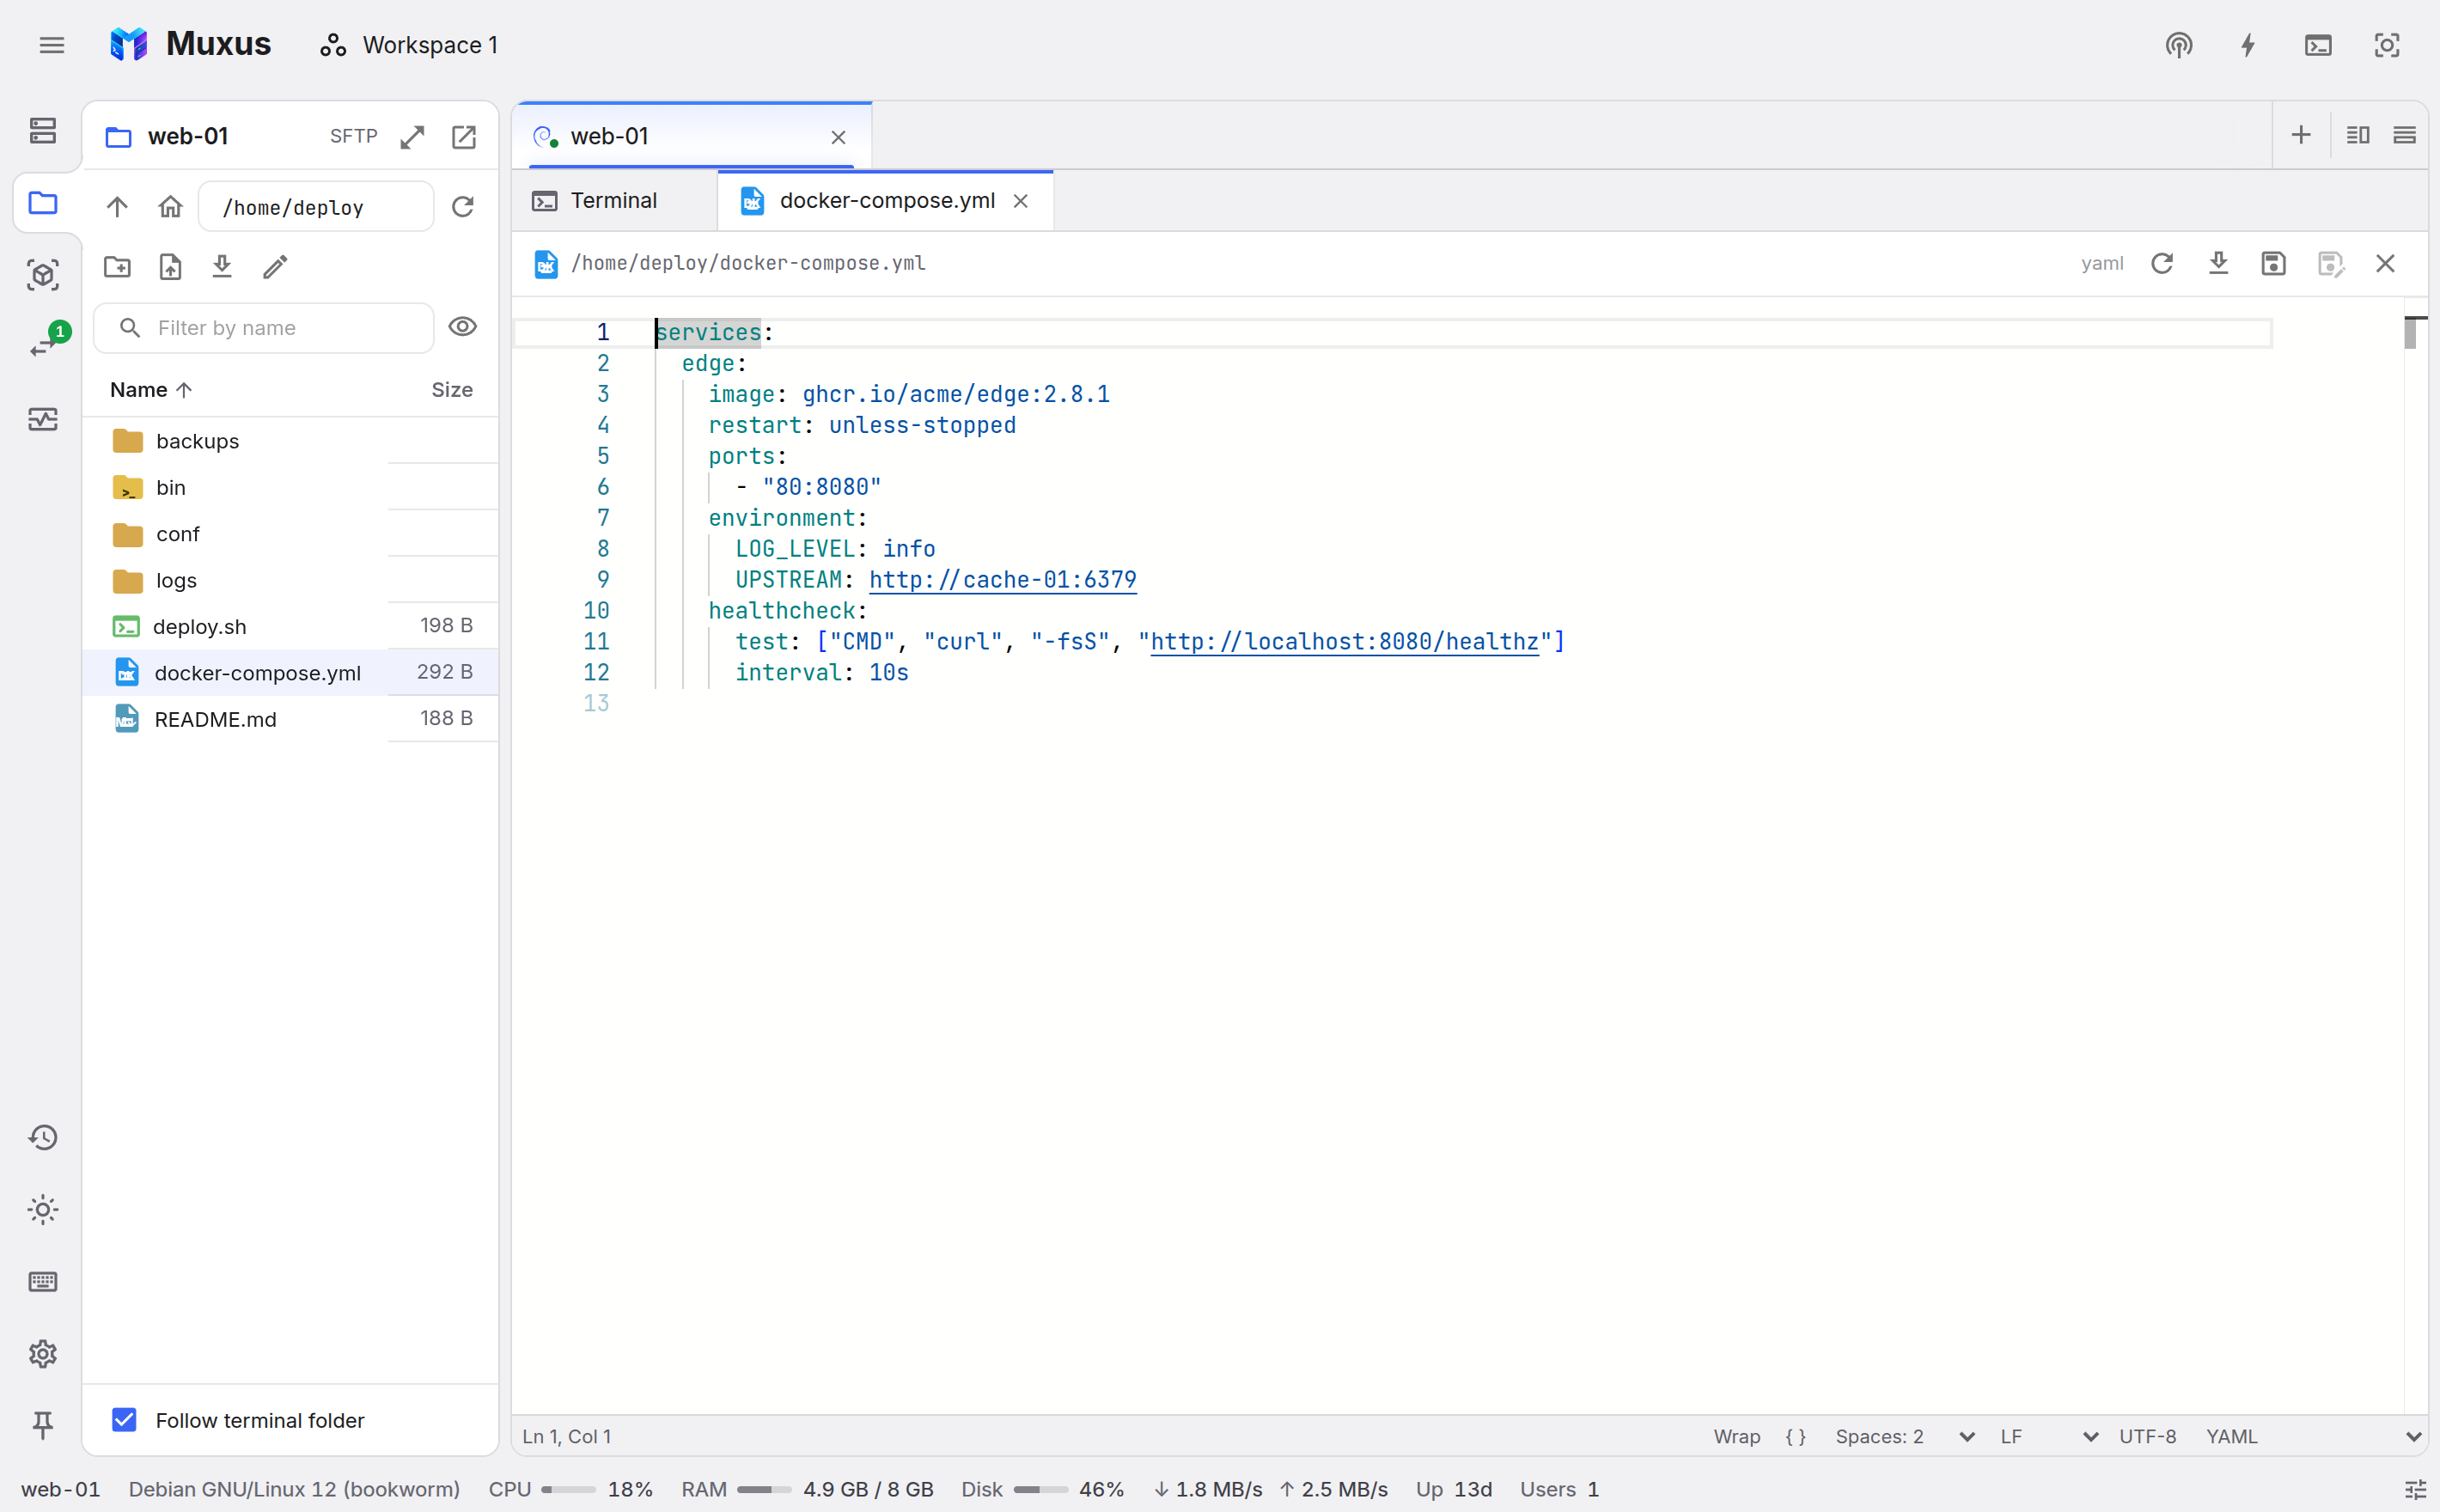 Muxus
Workspace 1
web-01 SFTP
/home/deploy
Filter by name
1
Name Size
backups
bin
conf
logs
deploy.sh 198 B
docker-compose.yml 292 B
README.md 188 B
Follow terminal folder
web-01
Terminal
docker-compose.yml
/home/deploy/docker-compose.yml yaml
1 services:
2 edge:
3 image: ghcr.io/acme/edge:2.8.1
4 restart: unless-stopped
5 ports:
6 - "80:8080"
7 environment:
8 LOG_LEVEL: info
9 UPSTREAM: http://cache-01:6379
10 healthcheck:
11 test: ["CMD", "curl", "-fsS", "http://localhost:8080/healthz"]
12 interval: 10s
13
Ln 1, Col 1 Wrap { } Spaces: 2 LF UTF-8 YAML
web-01 Debian GNU/Linux 12 (bookworm) CPU 18% RAM 4.9 GB / 8 GB Disk 46% ↓ 1.8 MB/s ↑ 2.5 MB/s Up 13d Users 1